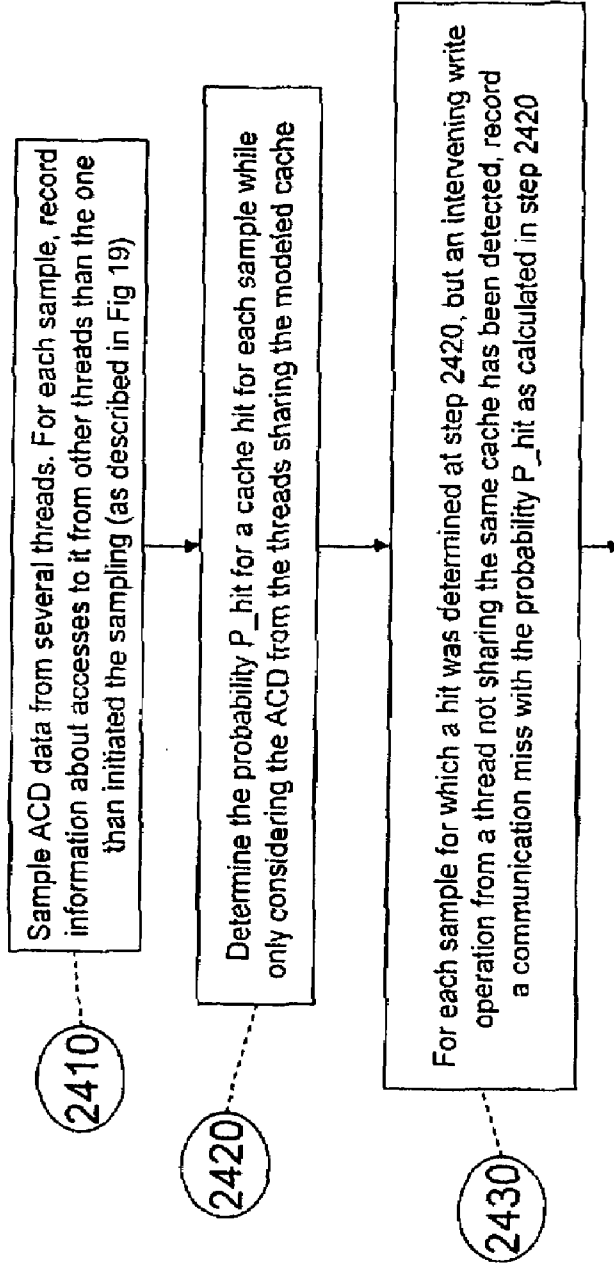 2410
Sample ACD data from several threads. For each sample, record
information about accesses to it from other threads than the one
than initiated the sampling (as described in Fig 19)
2420
Determine the probability P_hit for a cache hit for each sample while
only considering the ACD from the threads sharing the modeled cache
2430
For each sample for which a hit was determined at step 2420, but an intervening write
operation from a thread not sharing the same cache has been detected, record
a communication miss with the probability P_hit as calculated in step 2420